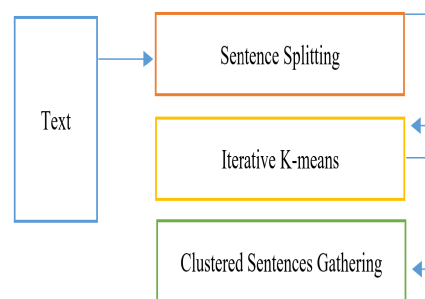 Text
Sentence Splitting
Iterative K-means
Clustered Sentences Gathering